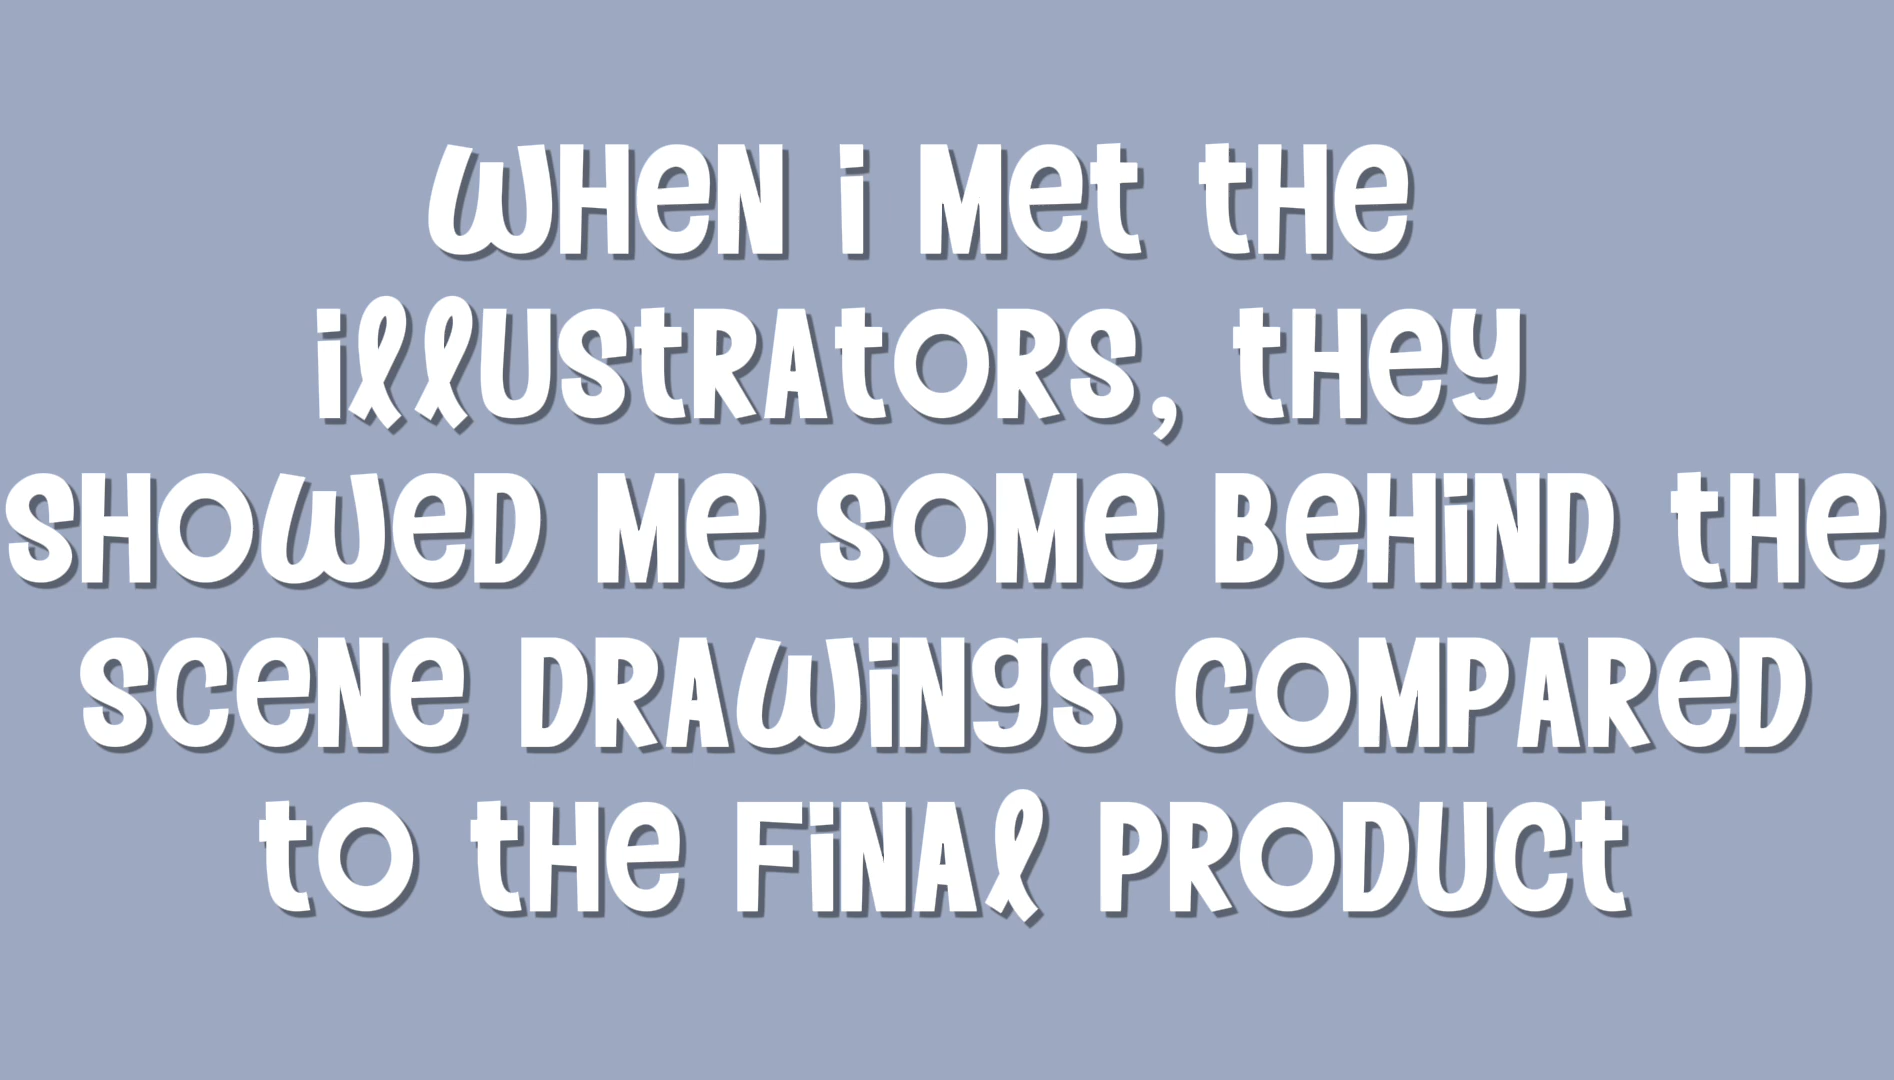 WHEN i Met tHe
illUStRAtORS, tHey
SHOWeD Me SOMe BeHiND tHe
SCeNe DRAWiNgS COMPAReD
tO tHe FiNAl PRODUCt